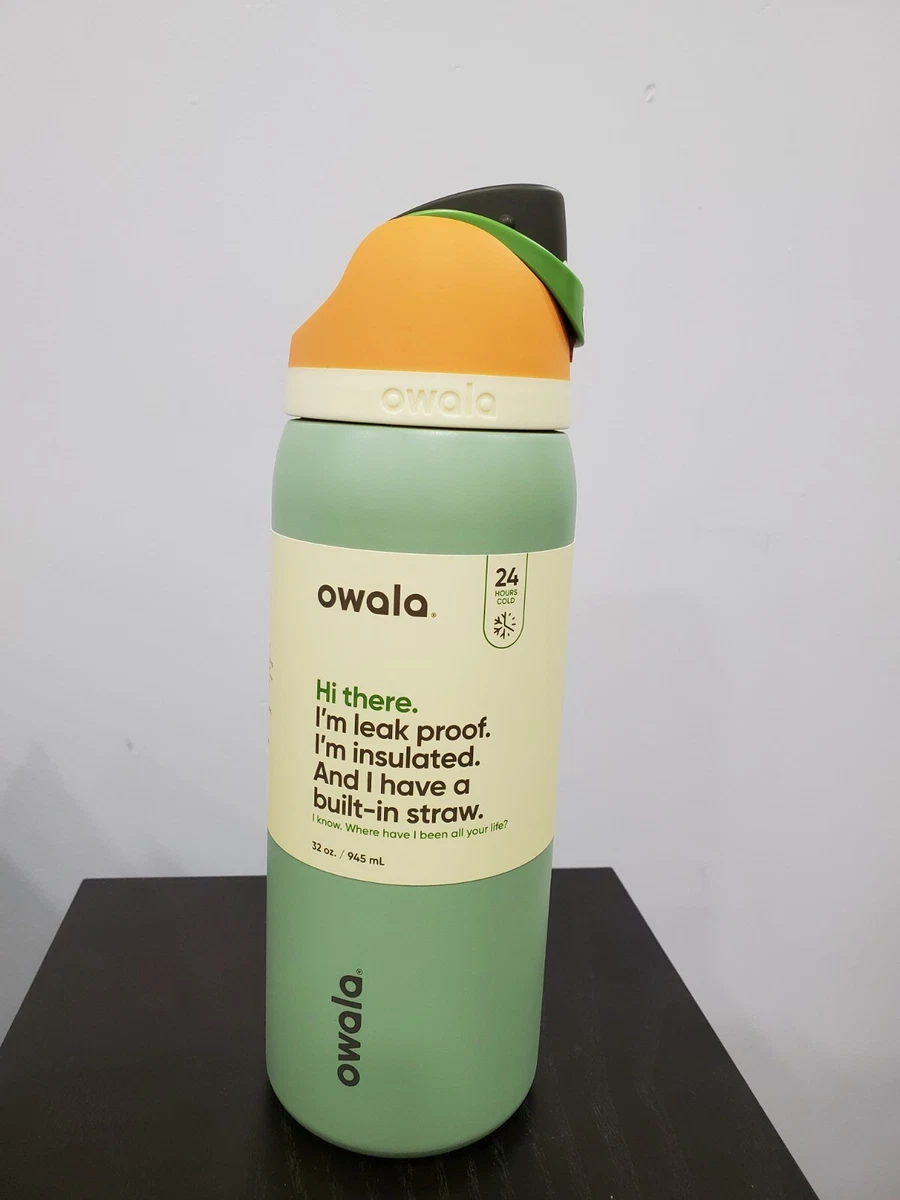 owala
owala®
24
HOURS
COLD
Hi there.
I'm leak proof.
I'm insulated.
And I have a
built-in straw.
I know. Where have I been all your life?
32 oz. / 945 mL
owala®